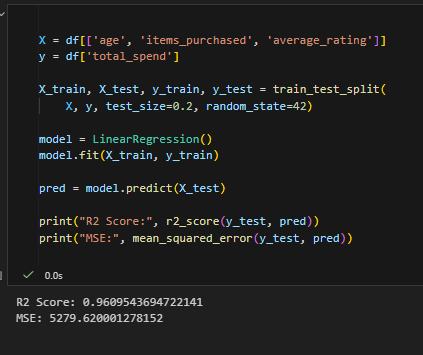 X = df[['age', 'items_purchased', 'average_rating']]
y = df['total_spend']
X_train, X_test, y_train, y_test = train_test_split(
X, y, test_size=0.2, random_state=42)
model = LinearRegression()
model.fit(X_train, y_train)
pred = model.predict(X_test)
print("R2 Score:", r2_score(y_test, pred))
print("MSE:", mean_squared_error(y_test, pred))
0.0s
R2 Score: 0.9609543694722141
MSE: 5279.620001278152